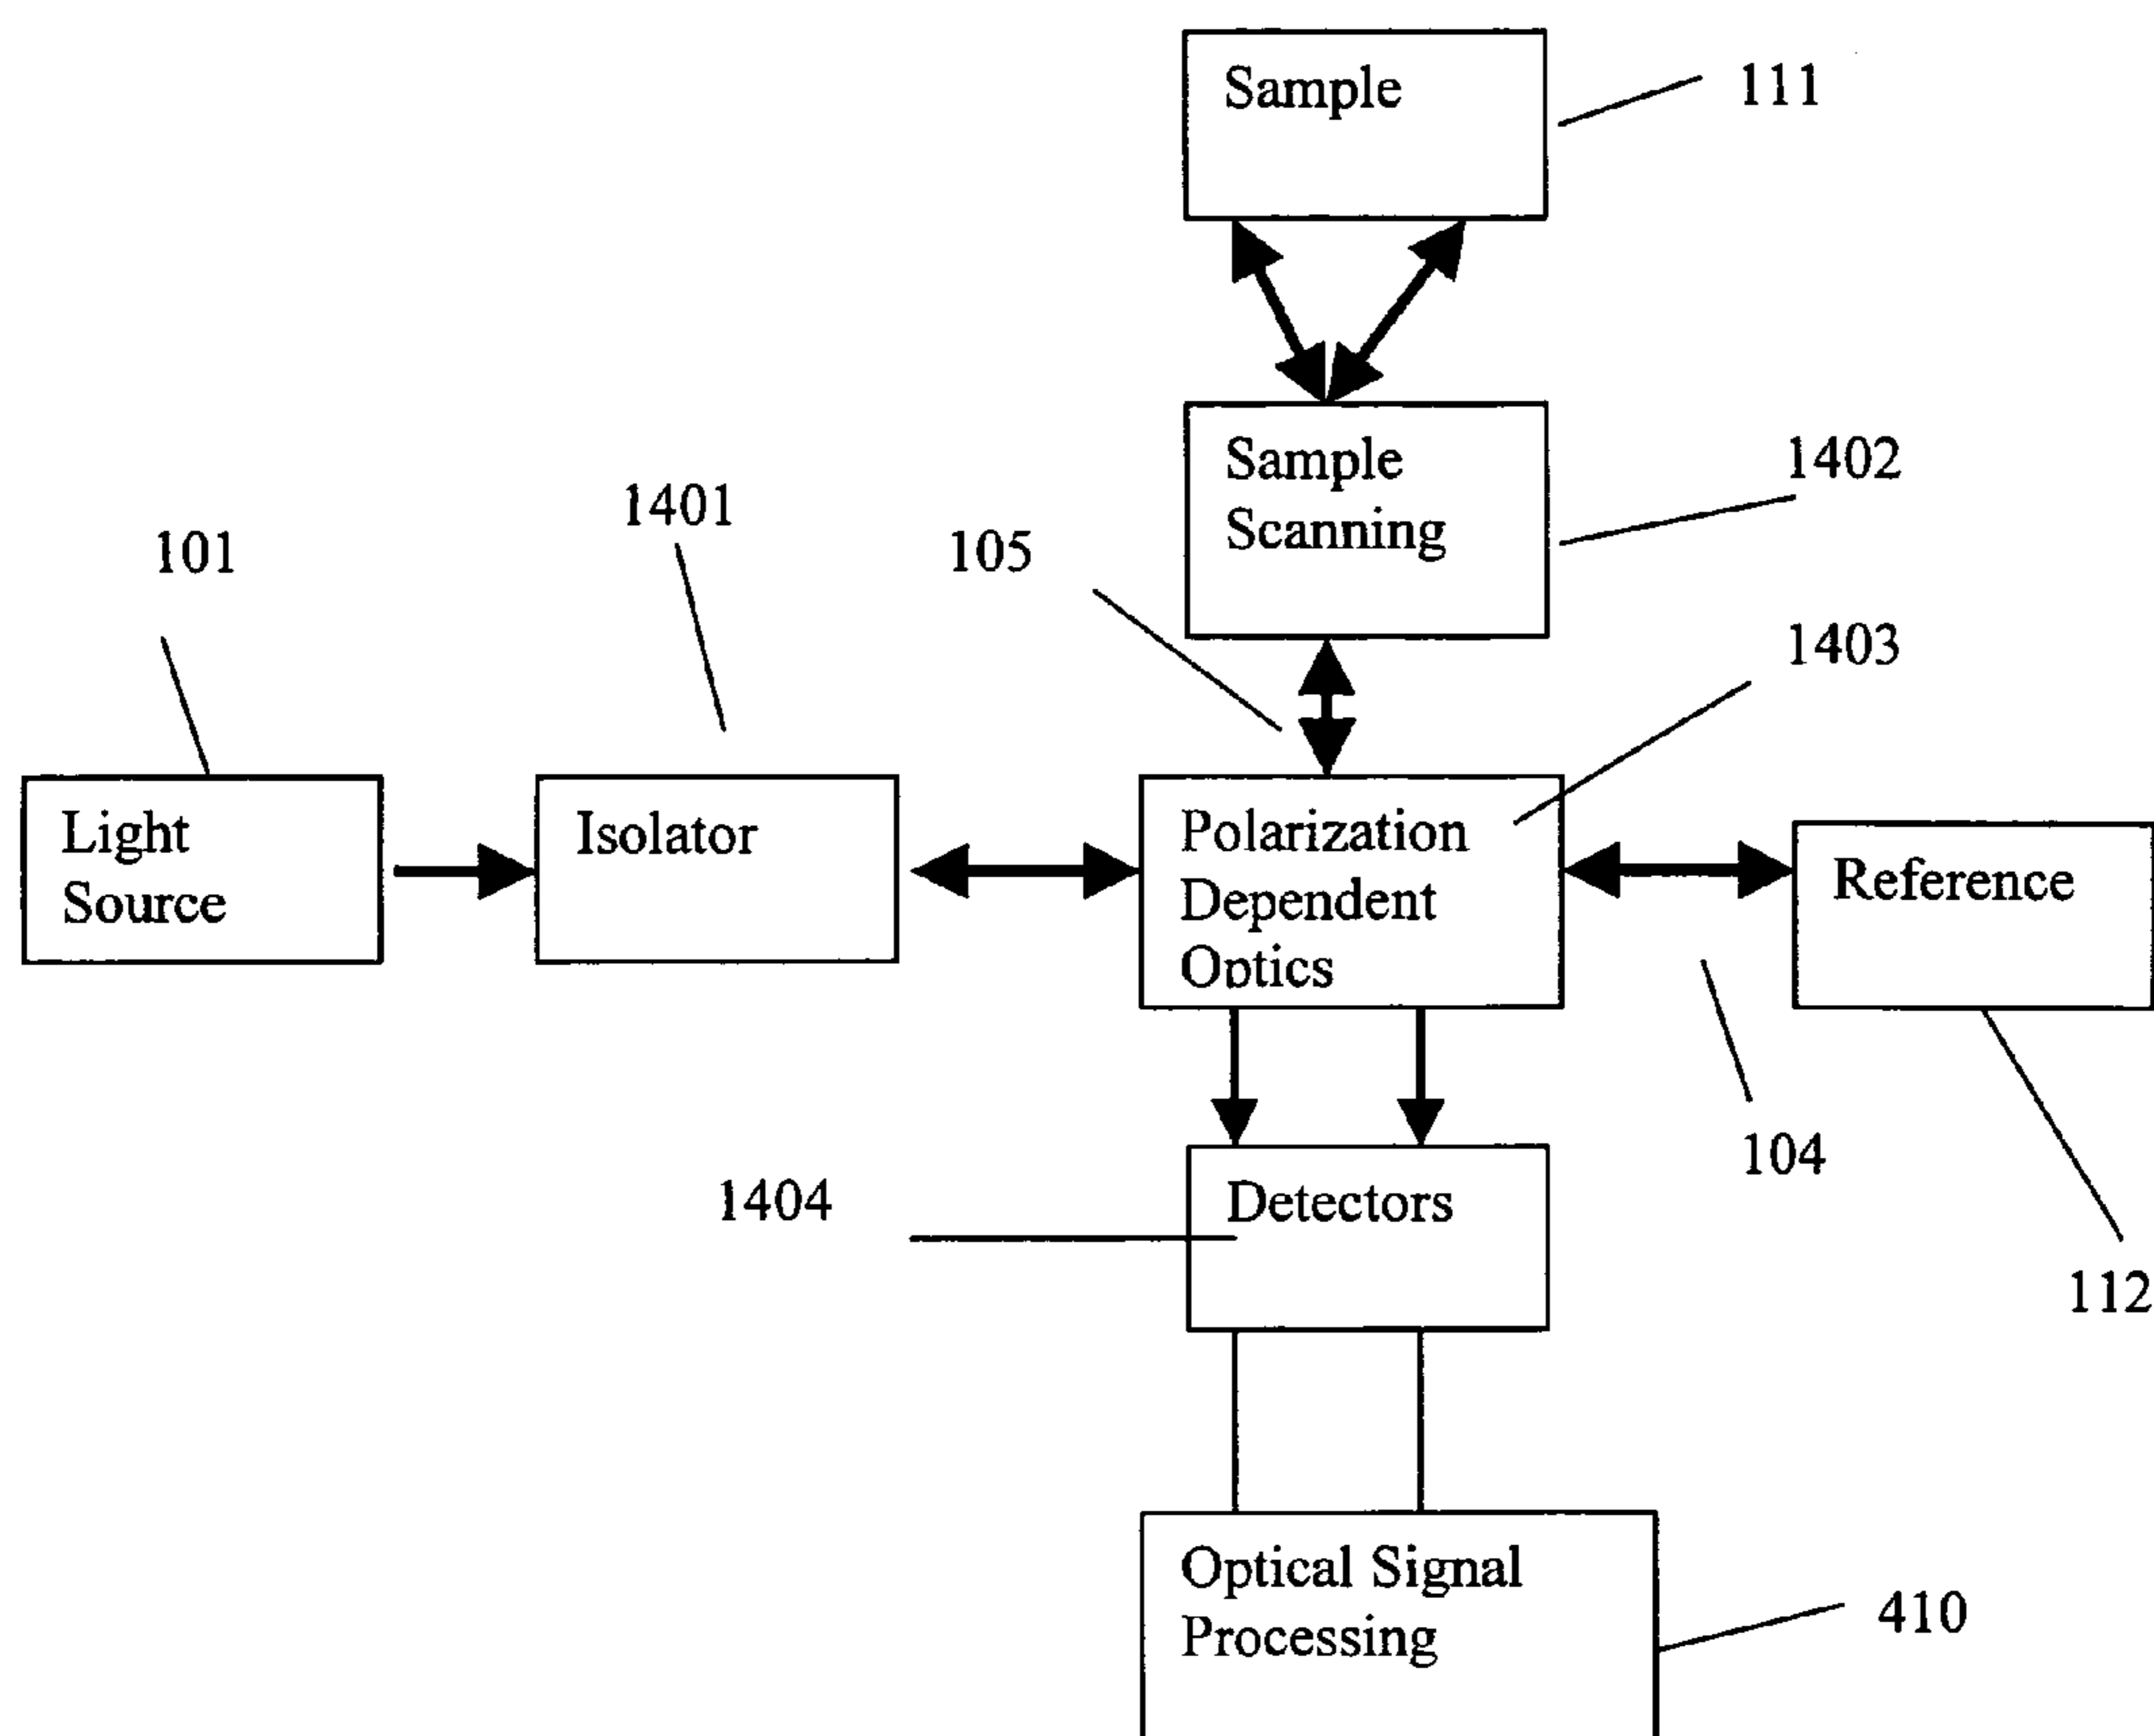 Sample
111
Sample
Scanning
1402
1401
105
101
1403
Light
Source
Isolator
Polarization
Dependent
Optics
Reference
104
1404
Detectors
112
Optical Signal
Processing
410